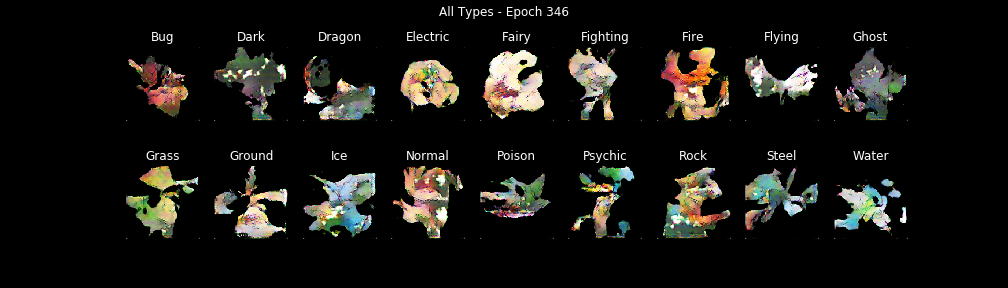 All Types - Epoch 346
Bug Dark Dragon Electric Fairy Fighting Fire Flying Ghost
Grass Ground Ice Normal Poison Psychic Rock Steel Water